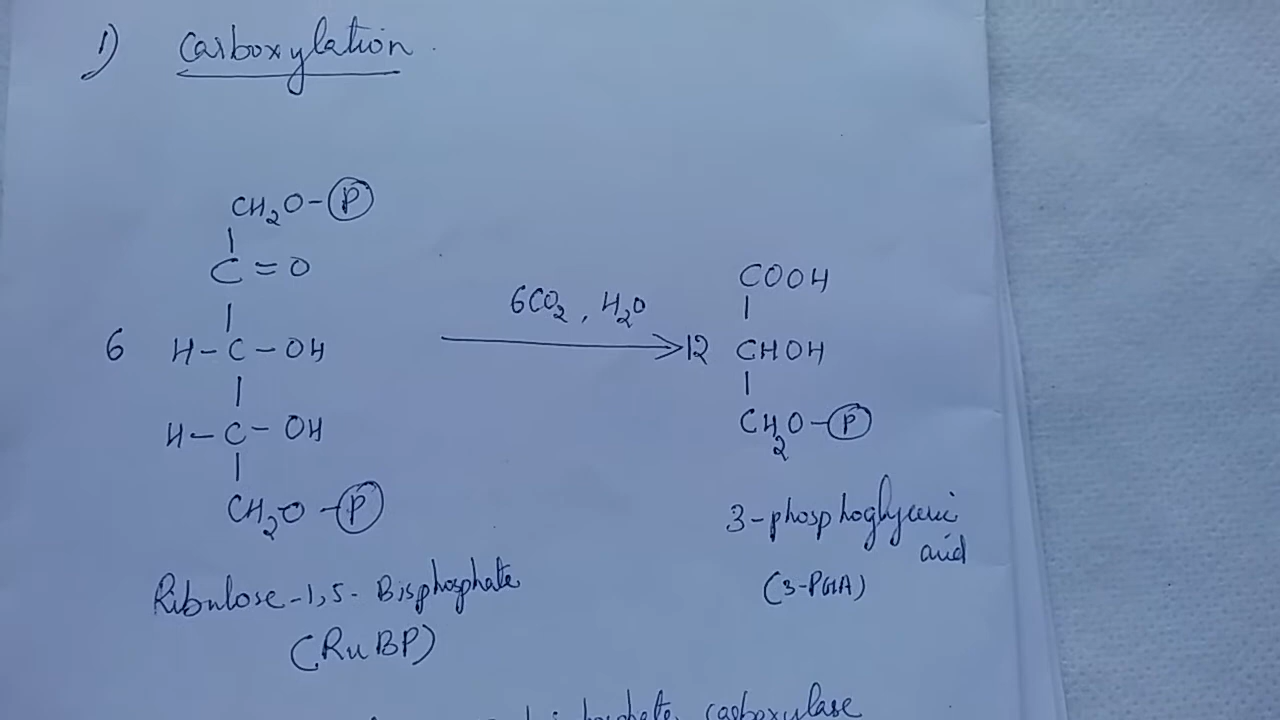 1) Carboxylation
CH2O-P
C=O
6CO2, H2O
6 H-C-OH
H-C-OH
CH2O-P
12 COOH
CHOH
CH2O-P
Ribulose-1,5-Bisphosphate
(RuBP)
3-phosphoglyceric
acid
(3-PGA)
carboxylase